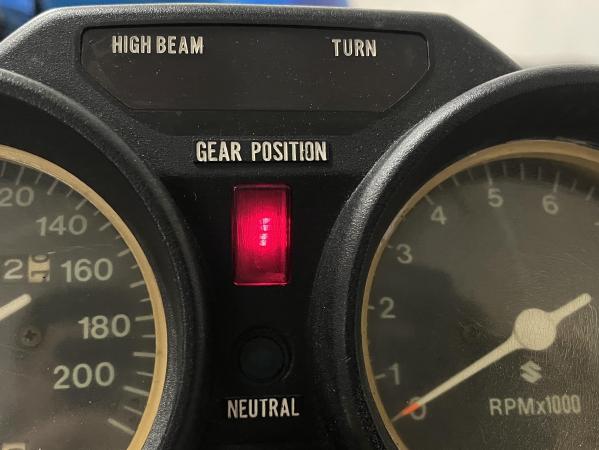 HIGH BEAM
TURN
GEAR POSITION
20
140
2
160
180
200
NEUTRAL
0
1
2
3
4
5
6
RPMx1000